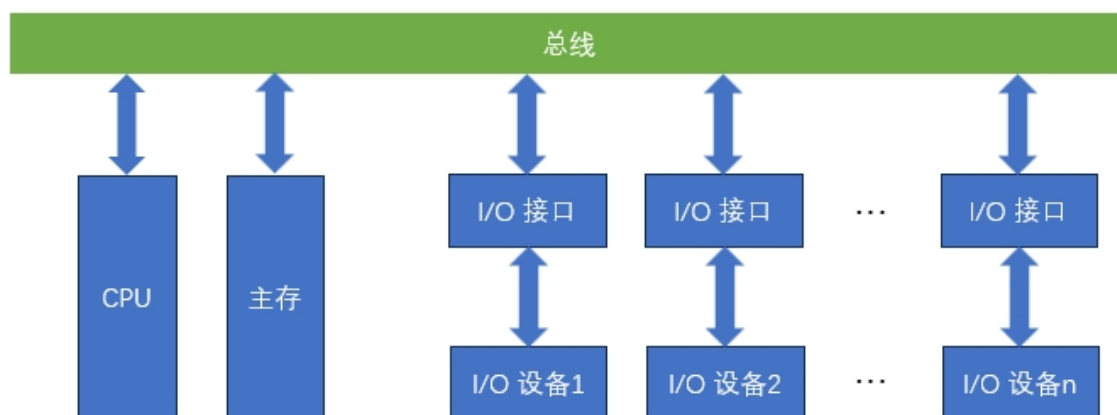 总线
CPU
主存
I/O 接口
I/O 接口
...
I/O 接口
I/O 设备1
I/O 设备2
...
I/O 设备n